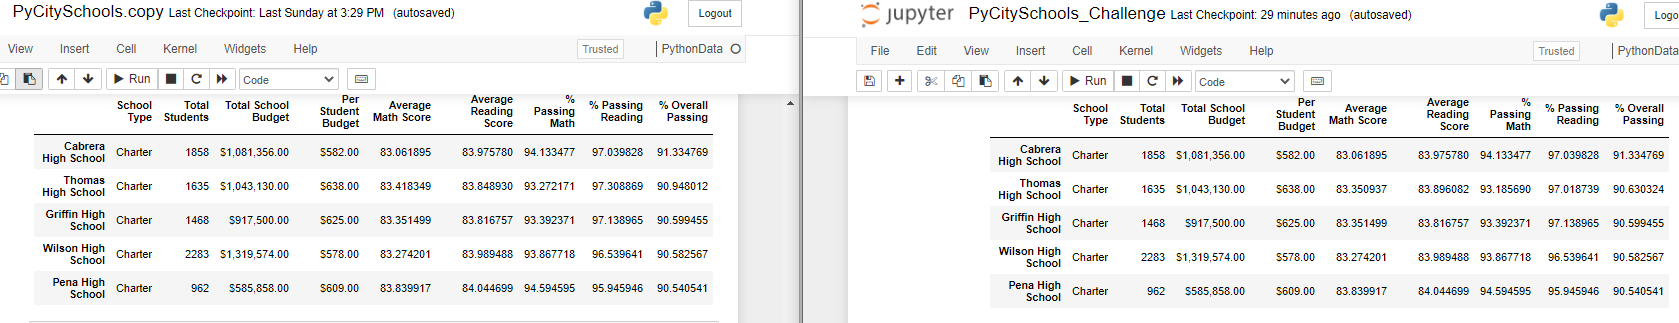 PyCitySchools.copy Last Checkpoint: Last Sunday at 3:29 PM (autosaved)
Logout
View Insert Cell Kernel Widgets Help
Trusted
PythonData
Run
Code
School Type Total Students Total School Budget Per Student Budget Average Math Score Average Reading Score % Passing Math % Passing Reading % Overall Passing
Cabrera High School Charter 1858 $1,081,356.00 $582.00 83.061895 83.975780 94.133477 97.039828 91.334769
Thomas High School Charter 1635 $1,043,130.00 $638.00 83.418349 83.848930 93.272171 97.308869 90.948012
Griffin High School Charter 1468 $917,500.00 $625.00 83.351499 83.816757 93.392371 97.138965 90.599455
Wilson High School Charter 2283 $1,319,574.00 $578.00 83.274201 83.989488 93.867718 96.539641 90.582567
Pena High School Charter 962 $585,858.00 $609.00 83.839917 84.044699 94.594595 95.945946 90.540541
jupyter PyCitySchools_Challenge Last Checkpoint: 29 minutes ago (autosaved)
Logo
File Edit View Insert Cell Kernel Widgets Help
Trusted
PythonData
Run
Code
School Type Total Students Total School Budget Per Student Budget Average Math Score Average Reading Score % Passing Math % Passing Reading % Overall Passing
Cabrera High School Charter 1858 $1,081,356.00 $582.00 83.061895 83.975780 94.133477 97.039828 91.334769
Thomas High School Charter 1635 $1,043,130.00 $638.00 83.350937 83.896082 93.185690 97.018739 90.630324
Griffin High School Charter 1468 $917,500.00 $625.00 83.351499 83.816757 93.392371 97.138965 90.599455
Wilson High School Charter 2283 $1,319,574.00 $578.00 83.274201 83.989488 93.867718 96.539641 90.582567
Pena High School Charter 962 $585,858.00 $609.00 83.839917 84.044699 94.594595 95.945946 90.540541